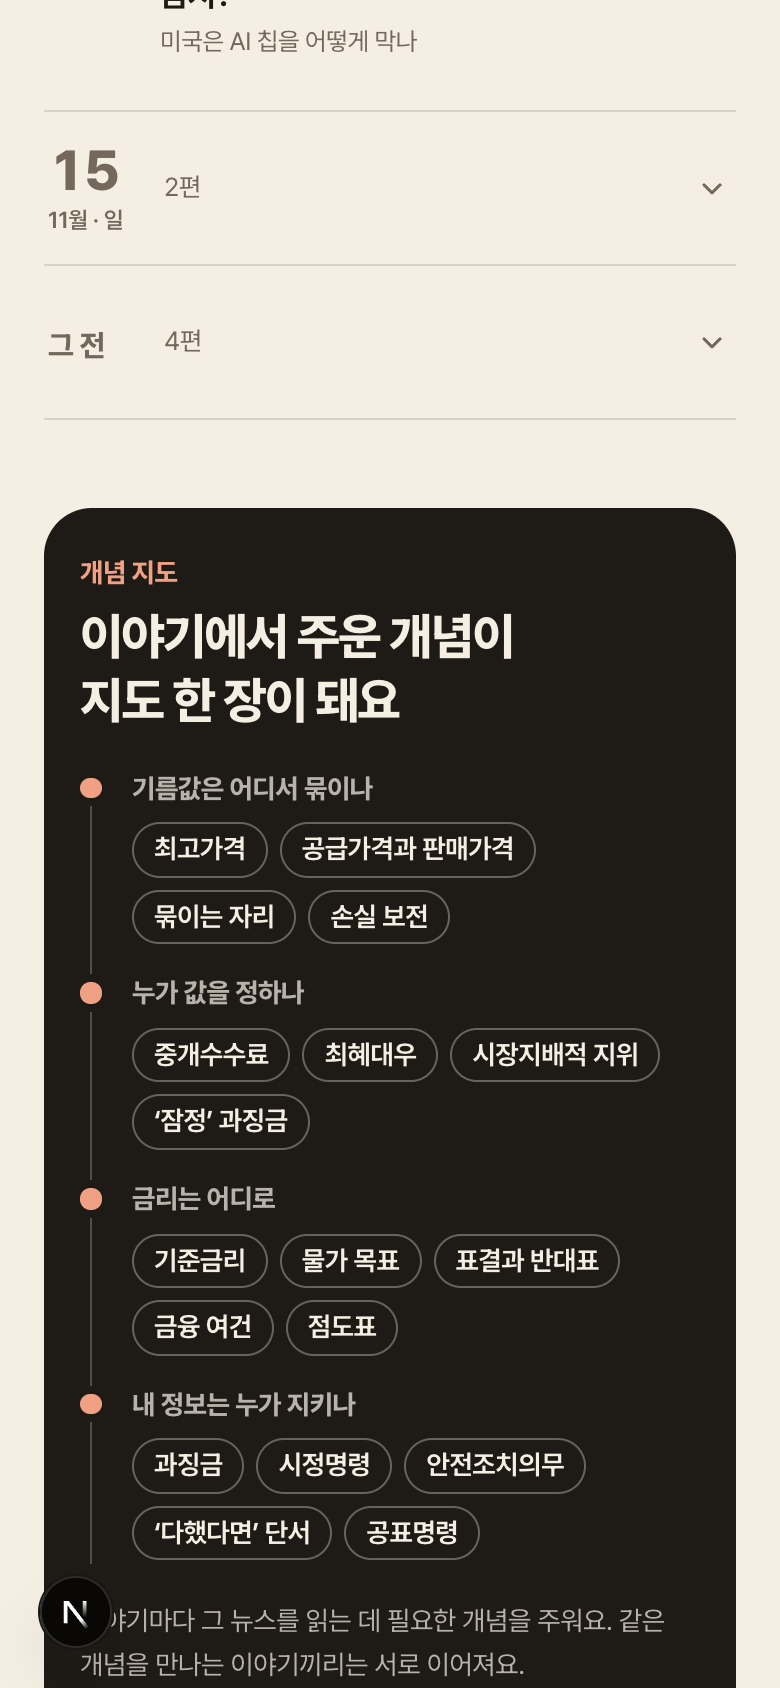 미국은 AI 칩을 어떻게 막나
15
11월 · 일
2편
그 전
4편
개념 지도
이야기에서 주운 개념이
지도 한 장이 돼요
기름값은 어디서 묶이나
최고가격
공급가격과 판매가격
묶이는 자리
손실 보전
누가 값을 정하나
중개수수료
최혜대우
시장지배적 지위
‘잠정’ 과징금
금리는 어디로
기준금리
물가 목표
표결과 반대표
금융 여건
점도표
내 정보는 누가 지키나
과징금
시정명령
안전조치의무
‘다했다면’ 단서
공표명령
N
야기마다 그 뉴스를 읽는 데 필요한 개념을 주워요. 같은
개념을 만나는 이야기끼리는 서로 이어져요.